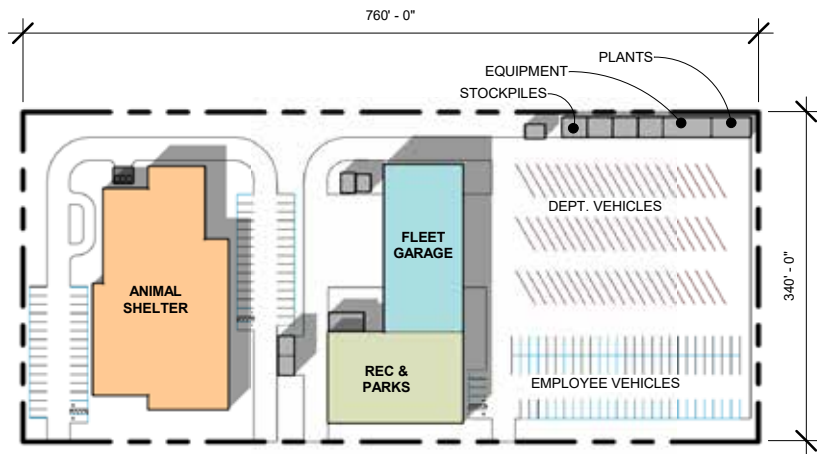 760' - 0"
PLANTS
EQUIPMENT
STOCKPILES
DEPT. VEHICLES
FLEET
GARAGE
ANIMAL
SHELTER
340' - 0"
REC &
PARKS
EMPLOYEE VEHICLES